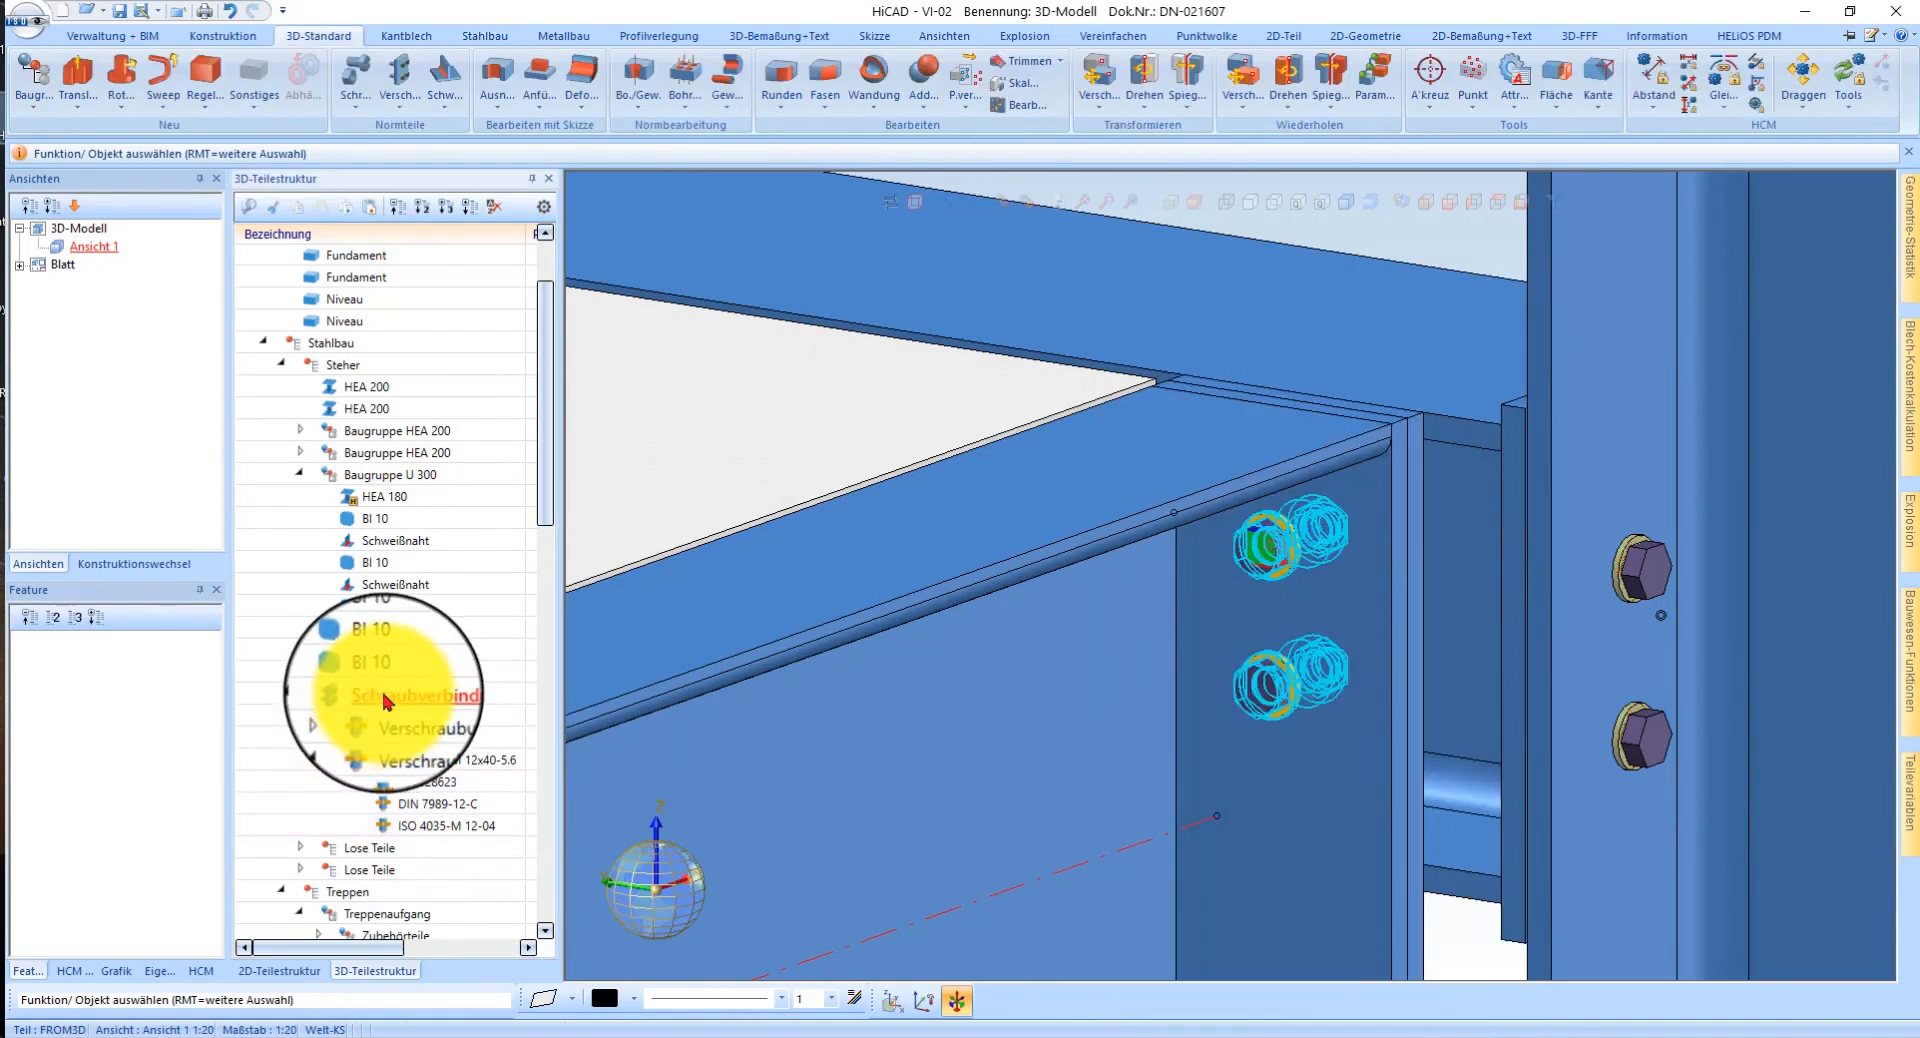 HiCAD - VI-02   Benennung: 3D-Modell   Dok.Nr.: DN-021607
Verwaltung + BIM   Konstruktion   3D-Standard   Kantblech   Stahlbau   Metallbau   Profilverlegung   3D-Bemaßung+Text   Skizze   Ansichten   Explosion   Vereinfachen   Punktwolke   2D-Teil   2D-Geometrie   2D-Bemaßung+Text   3D-FFF   Information   HELiOS PDM
Trimmen
Skal...
Baugr...   Transl...   Rot...   Sweep   Regel...   Sonstiges   Abhä...   Schr...   Versch...   Schw...   Ausn...   Anfü...   Defo...   Bo./Gew.   Bohr...   Gew...   Runden   Fasen   Wandung   Add...   P.ver...   Bearb...   Versch...   Drehen   Spieg...   Versch...   Drehen   Spieg...   Param...   A'kreuz   Punkt   Attr...   Fläche   Kante   Abstand   Glei...   Draggen   Tools
Neu   Normteile   Bearbeiten mit Skizze   Normbearbeitung   Bearbeiten   Transformieren   Wiederholen   Tools   HCM
Funktion/ Objekt auswählen (RMT=weitere Auswahl)
Ansichten
3D-Modell
Ansicht 1
Blatt
Ansichten   Konstruktionswechsel
Feature
Feat...   HCM ...   Grafik   Eige...   HCM
3D-Teilestruktur
Bezeichnung
Fundament
Fundament
Niveau
Niveau
Stahlbau
Steher
HEA 200
HEA 200
Baugruppe HEA 200
Baugruppe HEA 200
Baugruppe U 300
HEA 180
Bl 10
Schweißnaht
Bl 10
Schweißnaht
Bl 10
Bl 10
Schraubverbind
Verschraubu
Verschrau 12x40-5.6
28623
DIN 7989-12-C
ISO 4035-M 12-04
Lose Teile
Lose Teile
Treppen
Treppenaufgang
Zubehörteile
2D-Teilestruktur   3D-Teilestruktur
Z
Geometrie-Statistik
Blech-Kostenkalkulation
Explosion
Bauwesen-Funktionen
Teilevariablen
Funktion/ Objekt auswählen (RMT=weitere Auswahl)
1
Teil : FROM3D   Ansicht : Ansicht 1 1:20   Maßstab : 1:20   Welt-KS